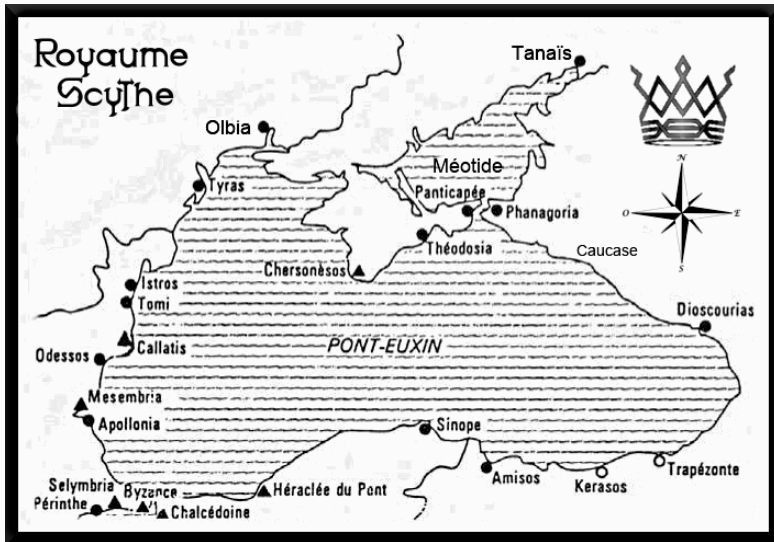 Royaume
Scythe
Tanaïs
Olbia
Méotide
Tyras
Panticapée
Phanagoria
Théodosia
Caucase
Chersonèsos
N
O
E
S
Istros
Tomi
Dioscourias
Callatis
PONT-EUXIN
Odessos
Mesembria
Apollonia
Sinope
Trapézonte
Amisos
Kerasos
Selymbria
Byzance
Héraclée du Pont
Périnthe
Chalcédoine